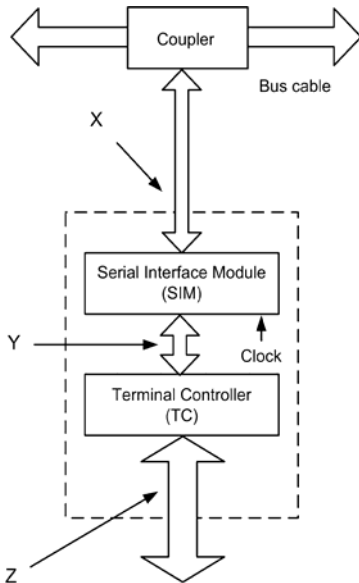 Coupler
Bus cable
X
Serial Interface Module
(SIM)
Y
Clock
Terminal Controller
(TC)
Z